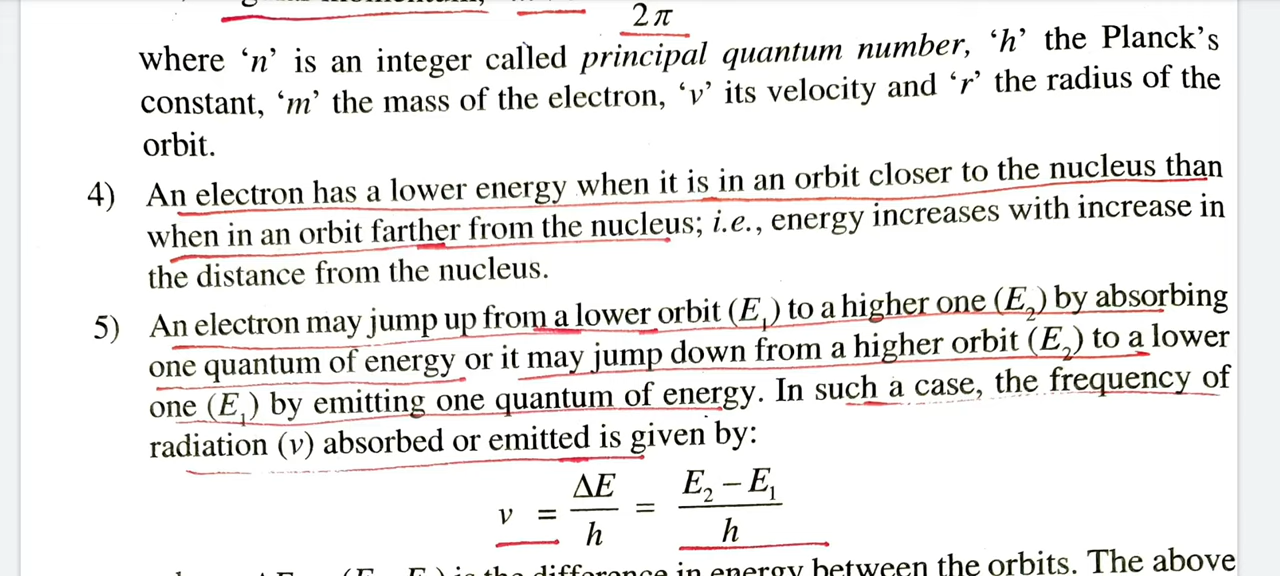 2 π
where ‘n’ is an integer called principal quantum number, ‘h’ the Planck’s
constant, ‘m’ the mass of the electron, ‘v’ its velocity and ‘r’ the radius of the
orbit.
4) An electron has a lower energy when it is in an orbit closer to the nucleus than
when in an orbit farther from the nucleus; i.e., energy increases with increase in
the distance from the nucleus.
5) An electron may jump up from a lower orbit (E₁) to a higher one (E₂) by absorbing
one quantum of energy or it may jump down from a higher orbit (E₂) to a lower
one (E₁) by emitting one quantum of energy. In such a case, the frequency of
radiation (ν) absorbed or emitted is given by:
ν = ΔE / h = E₂ – E₁ / h
is the difference in energy between the orbits. The above